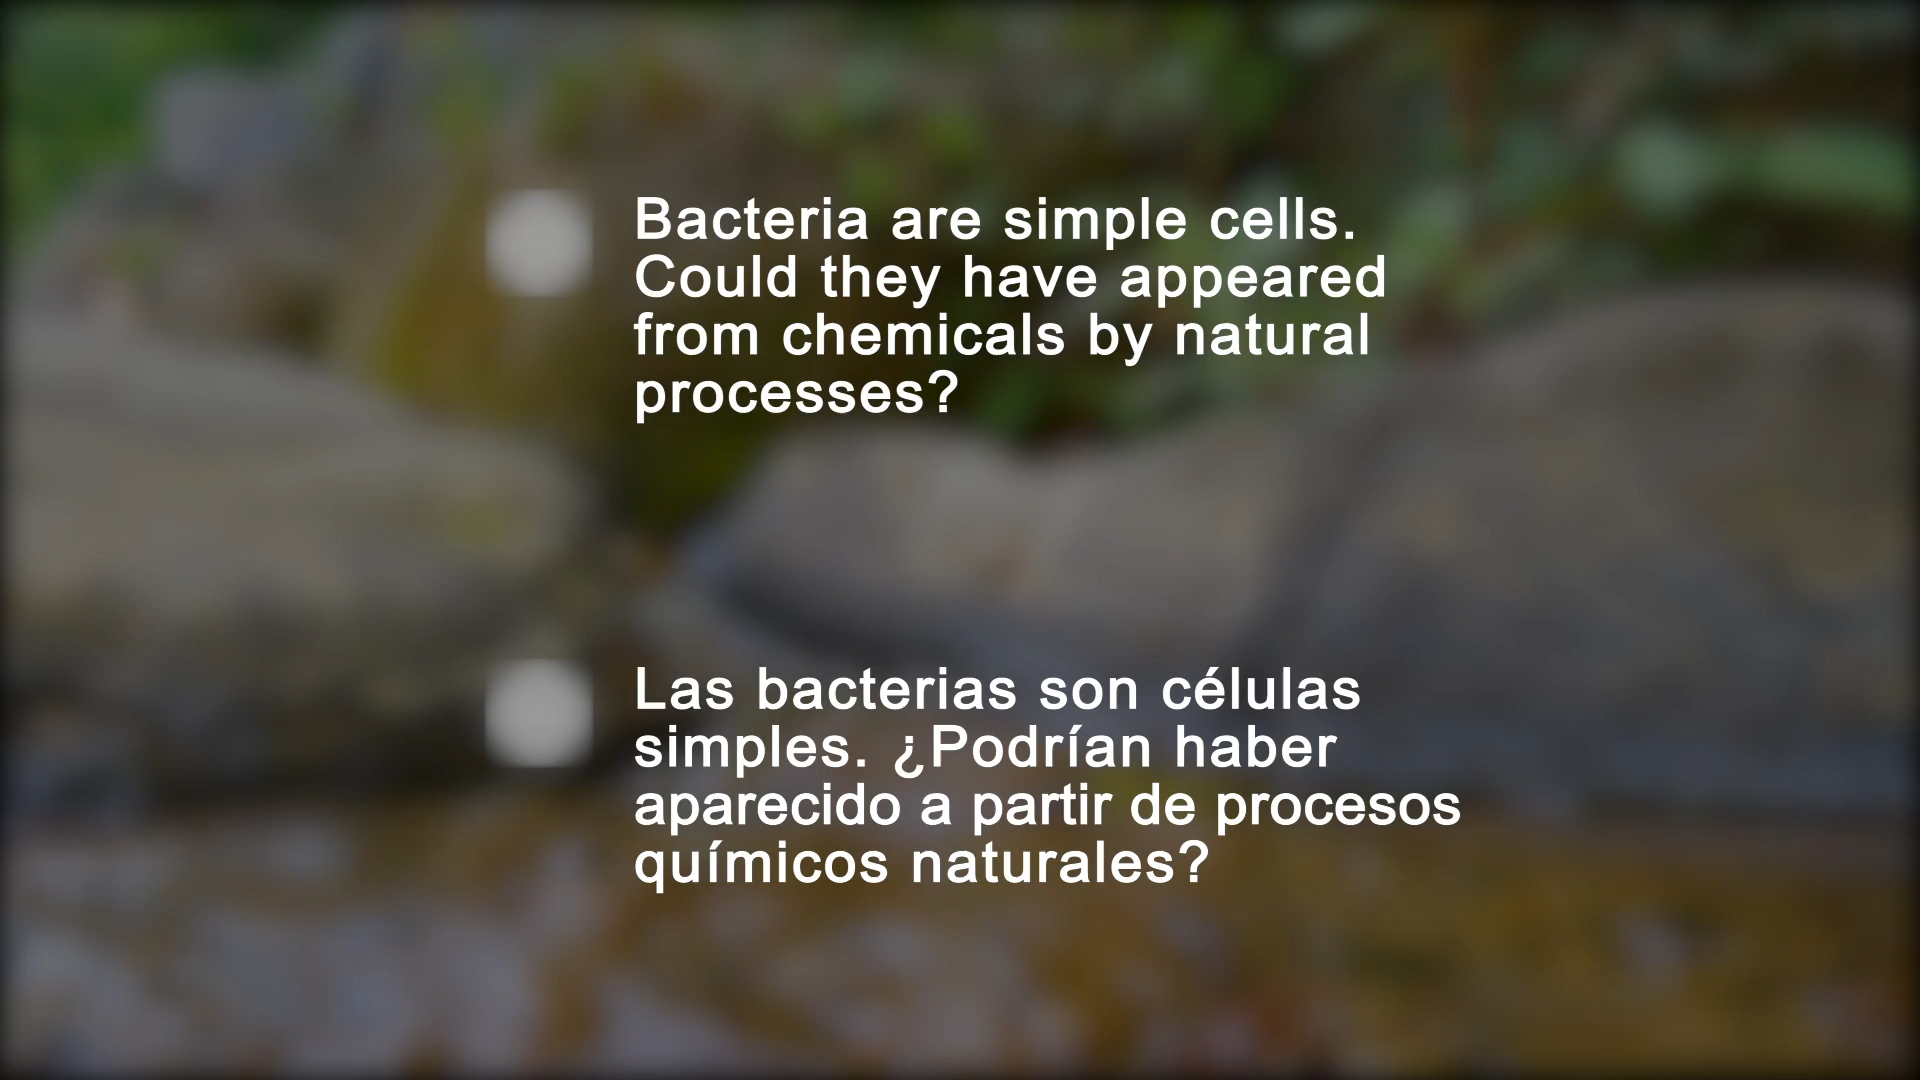 Bacteria are simple cells.
Could they have appeared
from chemicals by natural
processes?
Las bacterias son células
simples. ¿Podrían haber
aparecido a partir de procesos
químicos naturales?